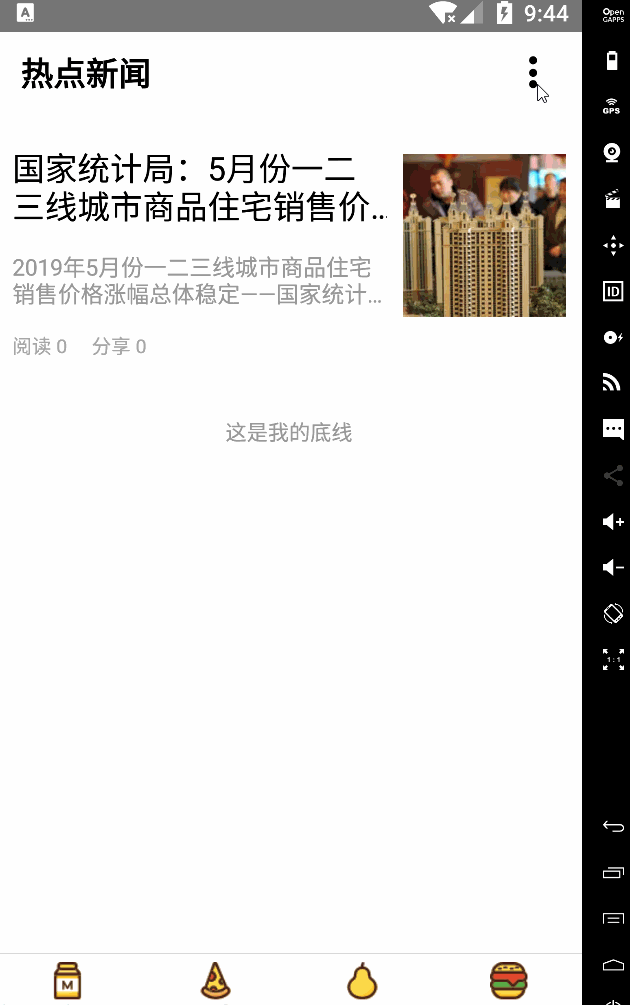 9:44
Open
GAPPS
热点新闻
GPS
国家统计局：5月份一二
三线城市商品住宅销售价…
2019年5月份一二三线城市商品住宅
销售价格涨幅总体稳定——国家统计…
ID
阅读 0 分享 0
这是我的底线
1:1
M